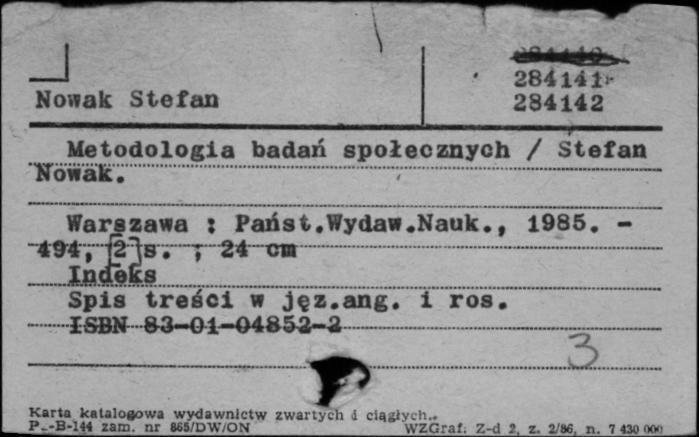 284141
Nowak Stefan
284142
Metodologia badań społecznych / Stefan
Nowak.
Warszawa : Państ.Wydaw.Nauk., 1985. -
494, [2] s. ; 24 cm
Indeks
Spis treści w jęz.ang. i ros.
ISBN 83-01-04852-2
3
Karta katalogowa wydawnictw zwartych i ciągłych.
P.-B-144 zam. nr 865/DW/ON
WZGraf. Z-d 2, z. 2/86, n. 7 430 000